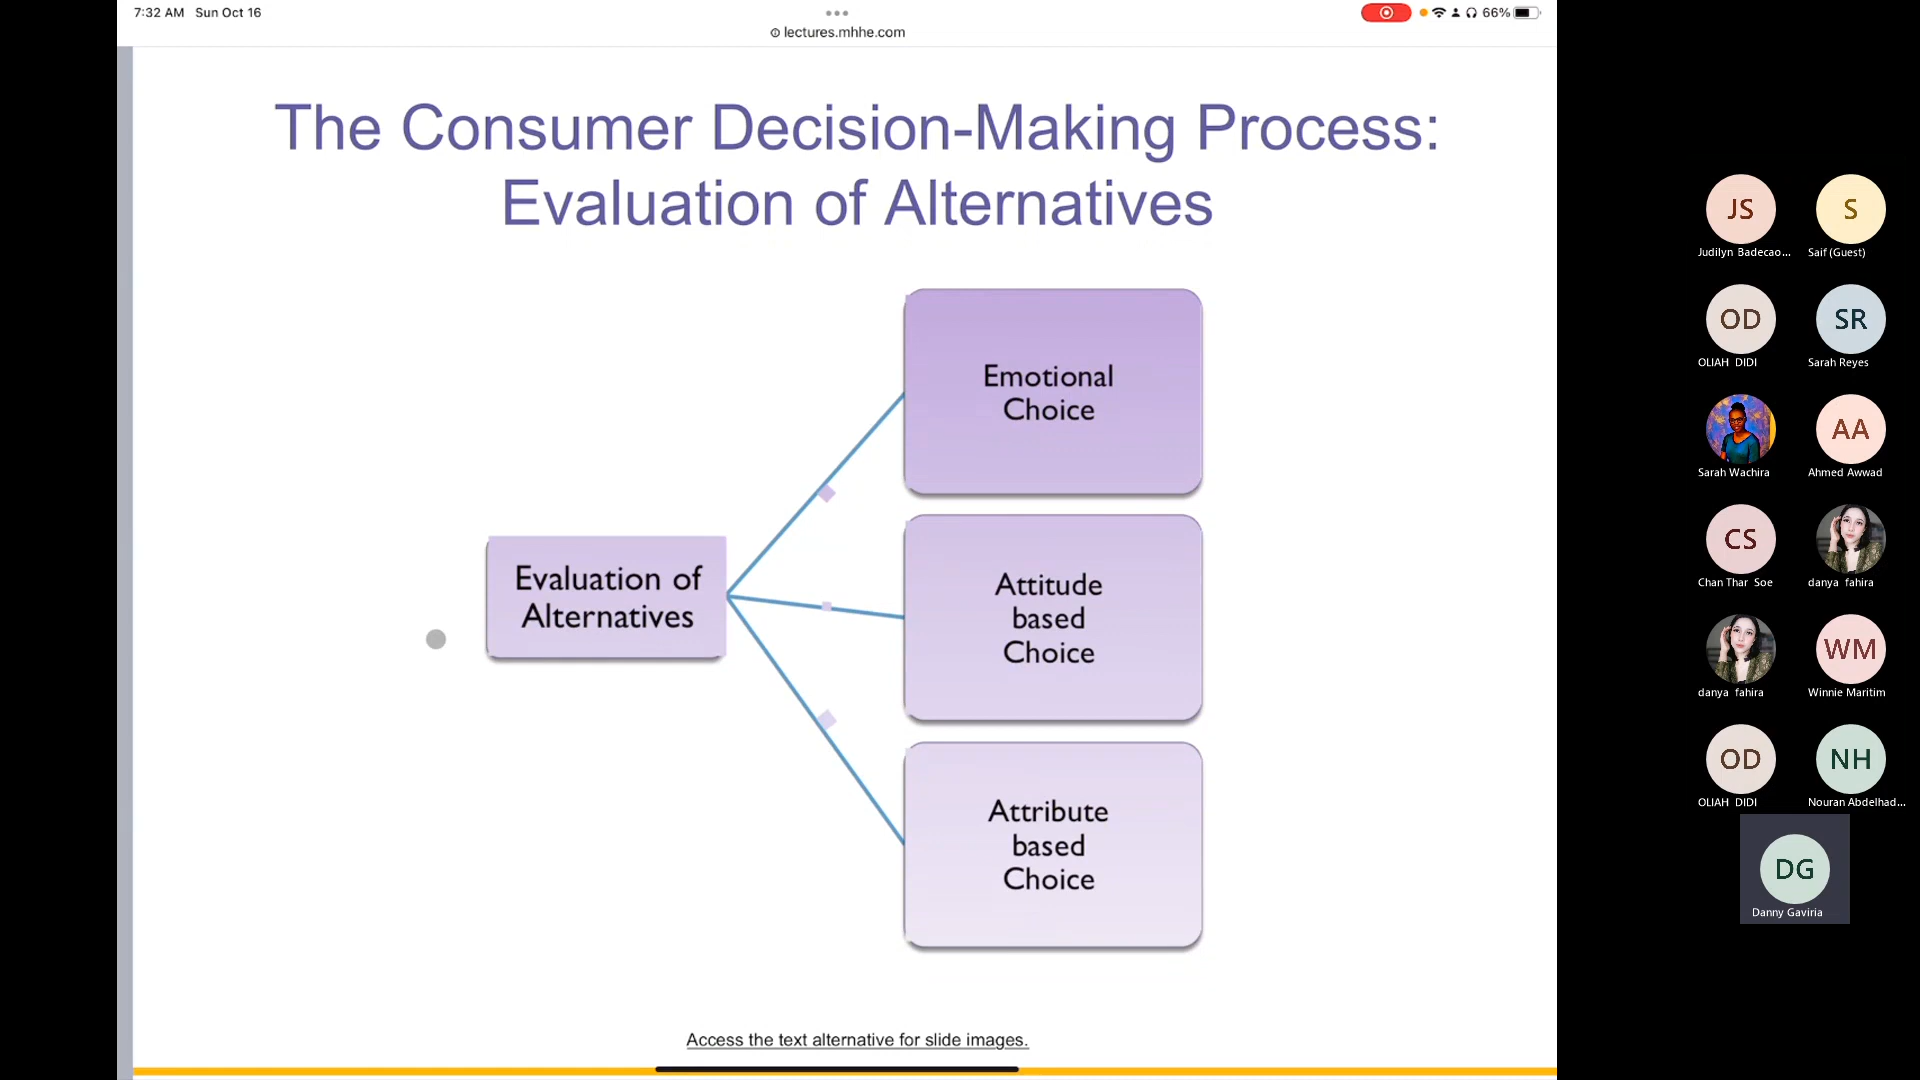 7:32 AM Sun Oct 16
66%
lectures.mhhe.com
The Consumer Decision-Making Process:
Evaluation of Alternatives
Emotional
Choice
Evaluation of
Alternatives
Attitude
based
Choice
Attribute
based
Choice
Access the text alternative for slide images.
JS
S
Judilyn Badecao...
Saif (Guest)
OD
SR
OLIAH DIDI
Sarah Reyes
AA
Sarah Wachira
Ahmed Awwad
CS
Chan Thar Soe
danya fahira
WM
danya fahira
Winnie Maritim
OD
NH
OLIAH DIDI
Nouran Abdelhad...
DG
Danny Gaviria